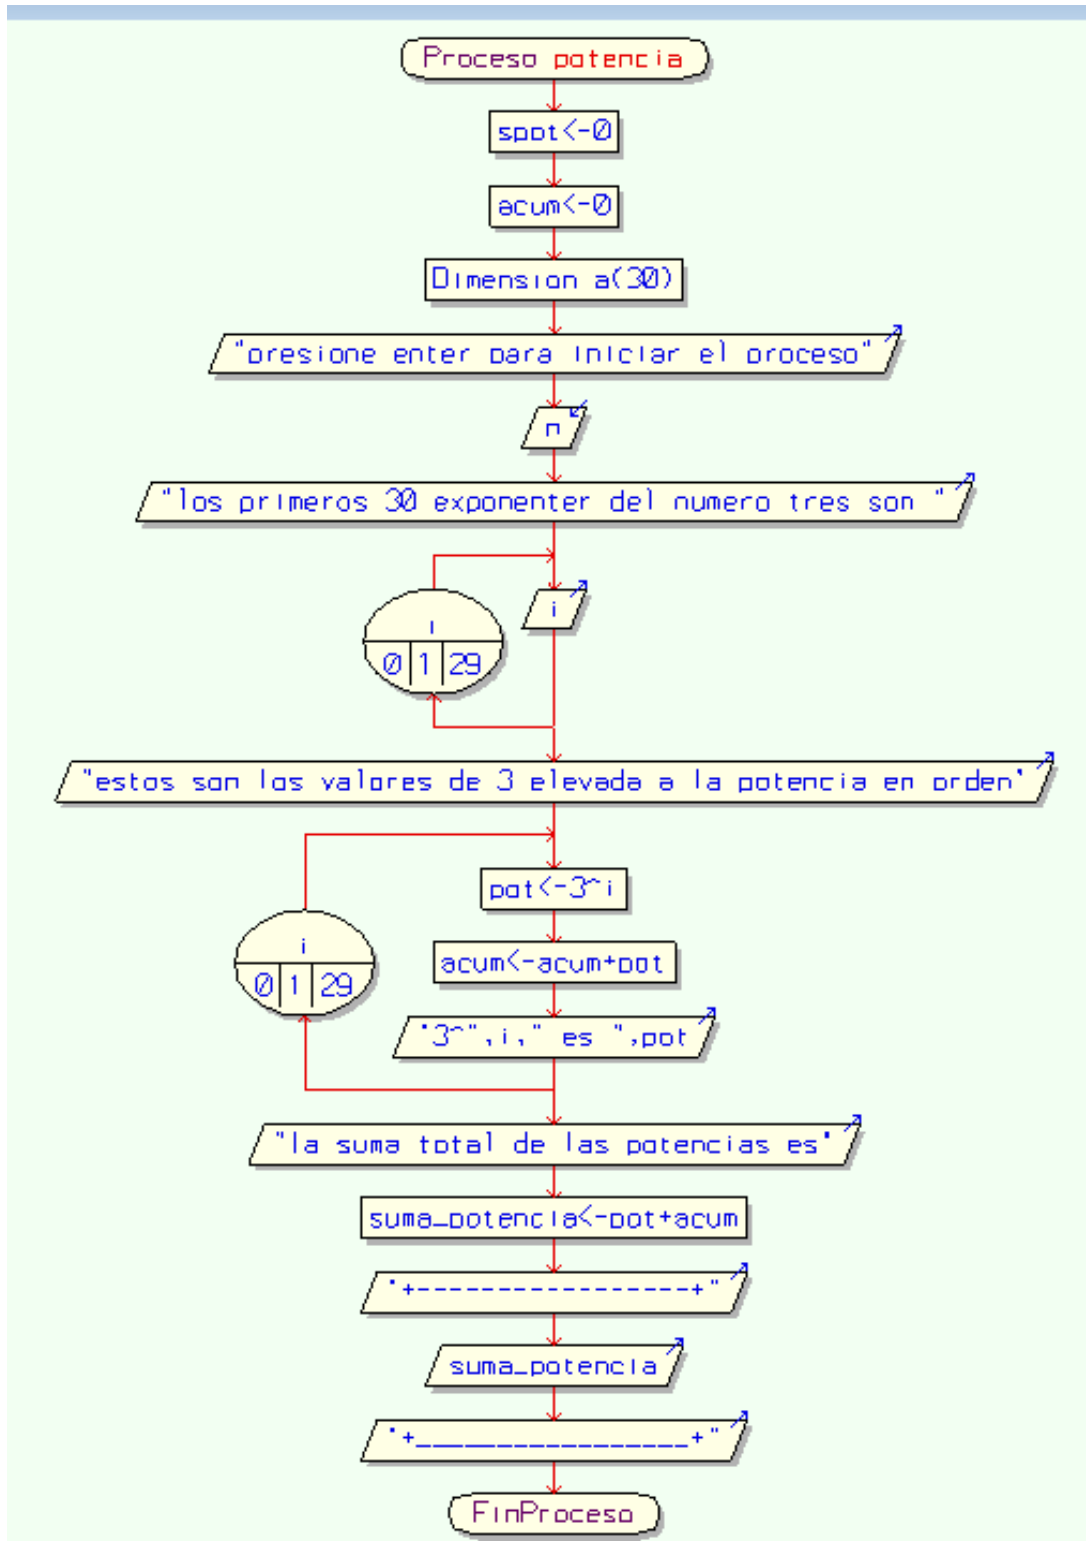 Proceso potencia
spot<-0
acum<-0
Dimension a(30)
"presione enter para iniciar el proceso"
n
"los primeros 30 exponenter del numero tres son "
i
i
0 1 29
"estos son los valores de 3 elevada a la potencia en orden"
pot<-3^i
i
acum<-acum+pot
0 1 29
"3^",i," es ",pot
"la suma total de las potencias es"
suma_potencia<-pot+acum
"+-----------------+"
suma_potencia
"+_________________+"
FinProceso